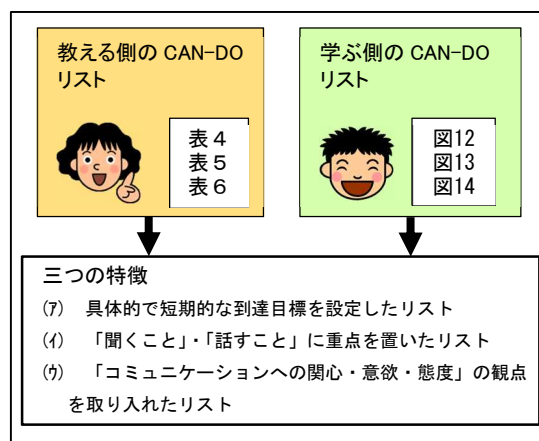 教える側の CAN-DO
リスト
表４
表５
表６
学ぶ側の CAN-DO
リスト
図12
図13
図14
三つの特徴
(ｱ) 具体的で短期的な到達目標を設定したリスト
(ｲ) 「聞くこと」・「話すこと」に重点を置いたリスト
(ｳ) 「コミュニケーションへの関心・意欲・態度」の観点
を取り入れたリスト